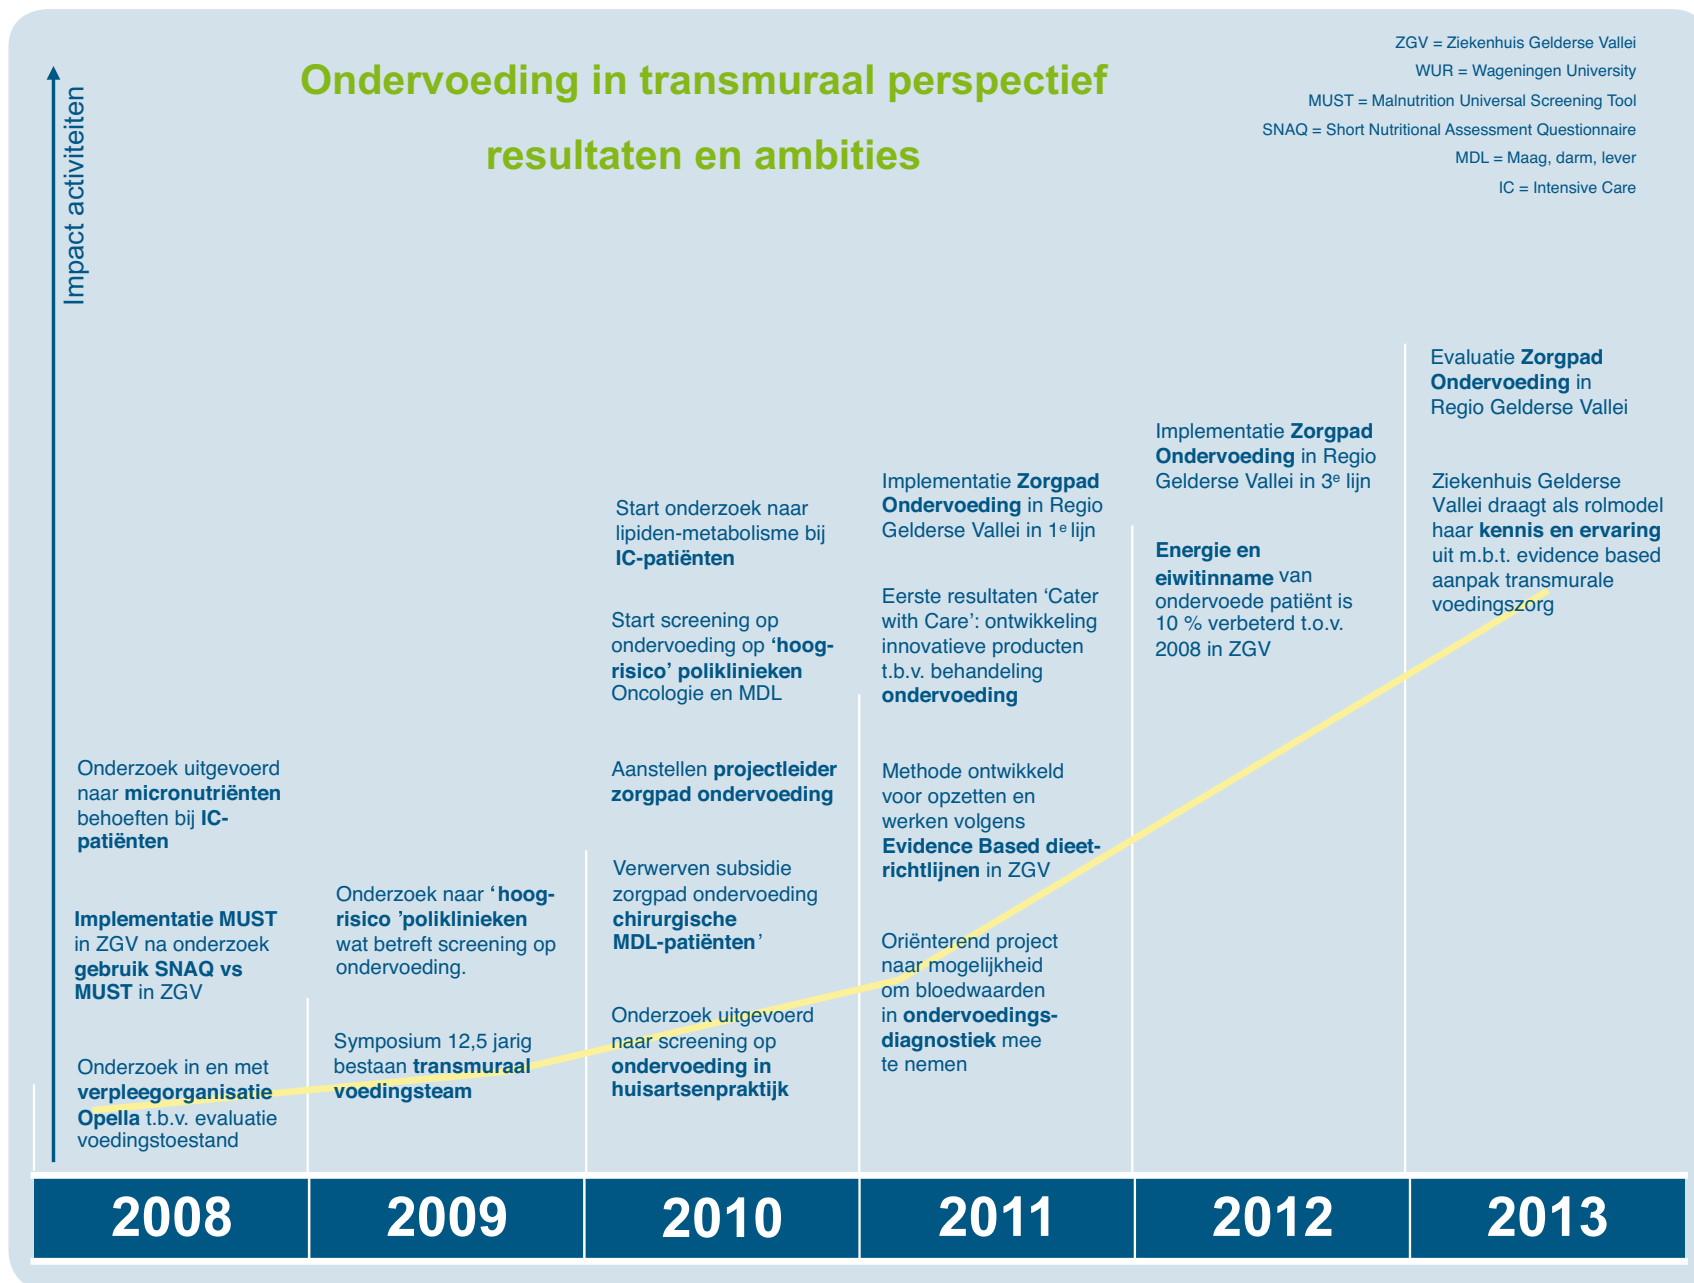 Ondervoeding in transmuraal perspectief
resultaten en ambities
ZGV = Ziekenhuis Gelderse Vallei
WUR = Wageningen University
MUST = Malnutrition Universal Screening Tool
SNAQ = Short Nutritional Assessment Questionnaire
MDL = Maag, darm, lever
IC = Intensive Care
Impact activiteiten
Onderzoek uitgevoerd
naar micronutriënten
behoeften bij IC-
patiënten
Implementatie MUST
in ZGV na onderzoek
gebruik SNAQ vs
MUST in ZGV
Onderzoek in en met
verpleegorganisatie
Opella t.b.v. evaluatie
voedingstoestand
Onderzoek naar ‘hoog-
risico ’poliklinieken
wat betreft screening op
ondervoeding.
Symposium 12,5 jarig
bestaan transmuraal
voedingsteam
Start onderzoek naar
lipiden-metabolisme bij
IC-patiënten
Start screening op
ondervoeding op ‘hoog-
risico’ poliklinieken
Oncologie en MDL
Aanstellen projectleider
zorgpad ondervoeding
Verwerven subsidie
zorgpad ondervoeding
chirurgische
MDL-patiënten’
Onderzoek uitgevoerd
naar screening op
ondervoeding in
huisartsenpraktijk
Implementatie Zorgpad
Ondervoeding in Regio
Gelderse Vallei in 1e lijn
Eerste resultaten ‘Cater
with Care’: ontwikkeling
innovatieve producten
t.b.v. behandeling
ondervoeding
Methode ontwikkeld
voor opzetten en
werken volgens
Evidence Based dieet-
richtlijnen in ZGV
Oriënterend project
naar mogelijkheid
om bloedwaarden
in ondervoedings-
diagnostiek mee
te nemen
Implementatie Zorgpad
Ondervoeding in Regio
Gelderse Vallei in 3e lijn
Energie en
eiwitinname van
ondervoede patiënt is
10 % verbeterd t.o.v.
2008 in ZGV
Evaluatie Zorgpad
Ondervoeding in
Regio Gelderse Vallei
Ziekenhuis Gelderse
Vallei draagt als rolmodel
haar kennis en ervaring
uit m.b.t. evidence based
aanpak transmurale
voedingszorg
2008
2009
2010
2011
2012
2013